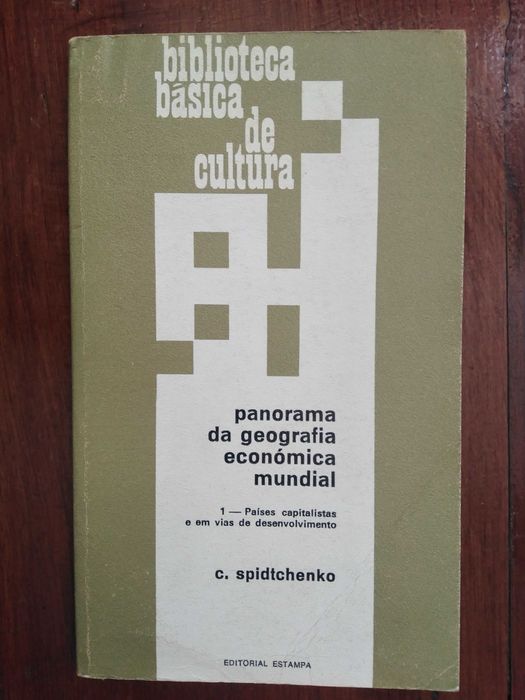 biblioteca
básica
de
cultura
panorama
da geografia
económica
mundial
1 — Países capitalistas
e em vias de desenvolvimento
c. spidtchenko
EDITORIAL ESTAMPA